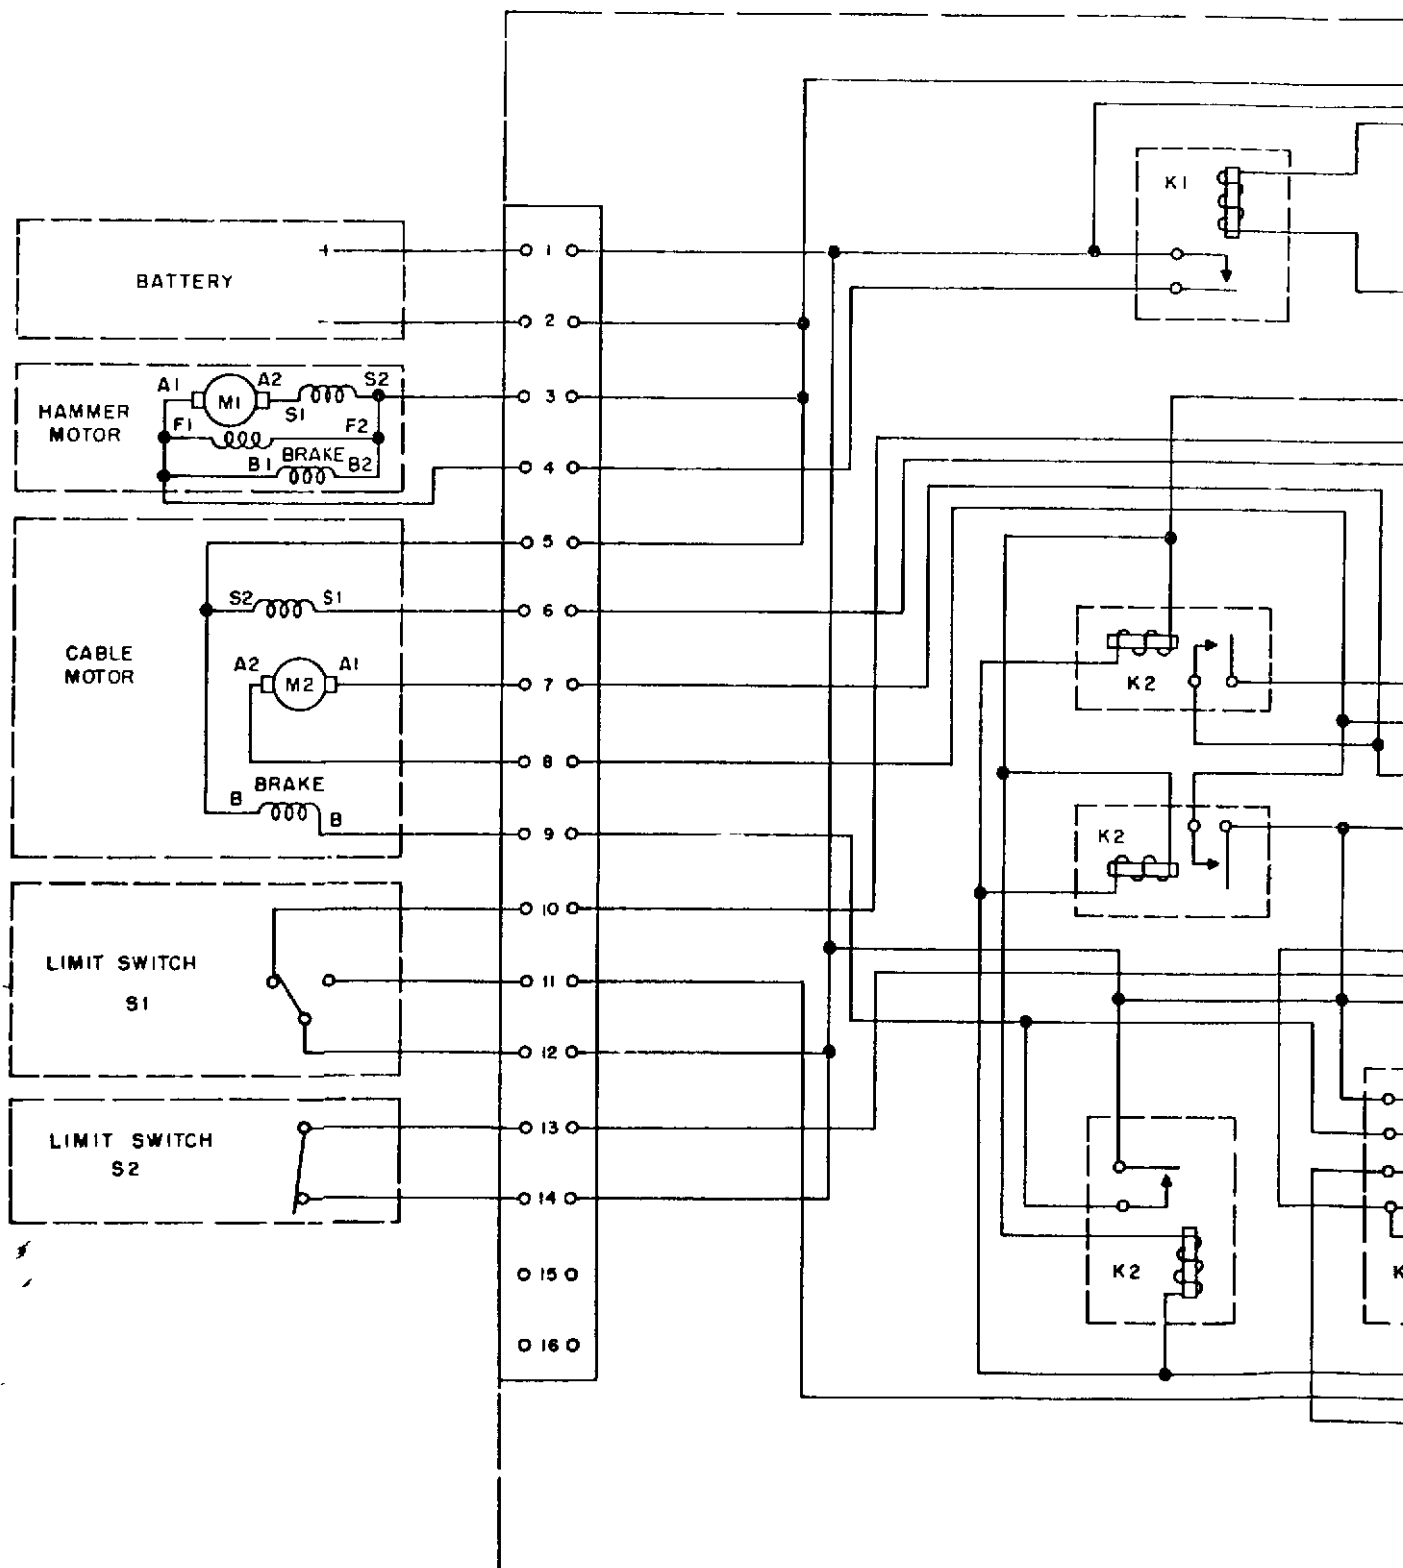 K1
+
1
BATTERY
-
2
HAMMER
MOTOR
A1
M1
A2
S1
S2
3
F1
F2
BRAKE
B1
B2
4
5
S2
S1
6
CABLE
MOTOR
A2
M2
A1
7
K2
8
BRAKE
B
B
9
K2
10
LIMIT SWITCH
S1
11
12
LIMIT SWITCH
S2
13
14
15
K2
K
16